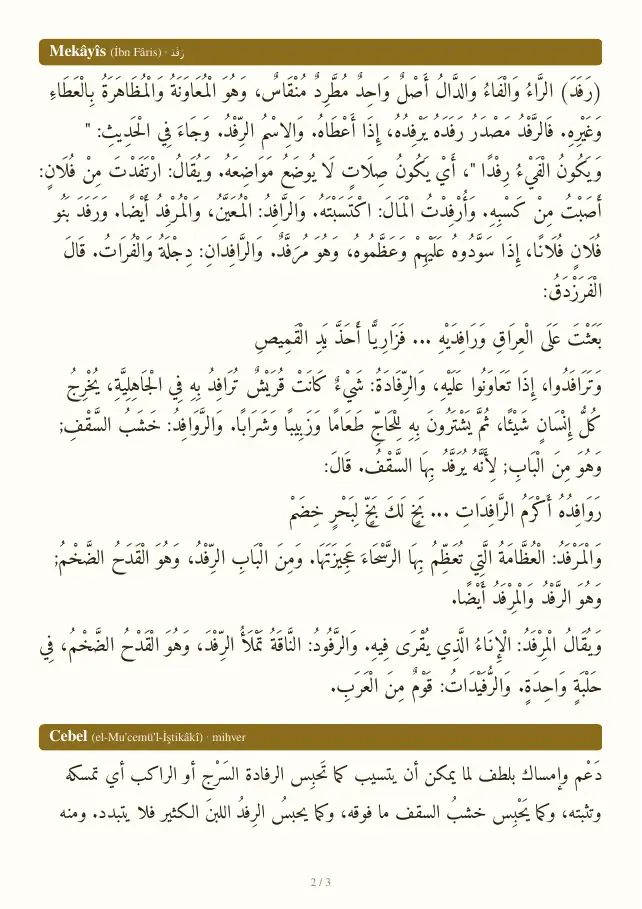 Mekâyîs (İbn Fâris) · رَفَدَ
(رَفَدَ) الرَّاءُ وَالْفَاءُ وَالدَّالُ أَصْلٌ وَاحِدٌ مُطَّرِدٌ مُنْقَاسٌ، وَهُوَ الْمُعَاوَنَةُ وَالْمُظَاهَرَةُ بِالْعَطَاءِ
وَغَيْرِهِ. فَالرَّفْدُ مَصْدَرُ رَفَدَهُ يَرْفِدُهُ، إِذَا أَعْطَاهُ. وَالِاسْمُ الرِّفْدُ. وَجَاءَ فِي الْحَدِيثِ: "
وَيَكُونُ الْفَيْءُ رِفْدًا "، أَيْ يَكُونُ صِلَاتٍ لَا يُوضَعُ مَوَاضِعَهُ. وَيُقَالُ: ارْتَفَدْتَ مِنْ فُلَانٍ:
أَصَبْتُ مِنْ كَسْبِهِ. وَأُرْفِدْتُ الْمَالَ: اكْتَسَبْتَهُ. وَالرَّافِدُ: الْمُعَيَّنُ، وَالْمُرْفِدُ أَيْضًا. وَرَفَدَ بَنُو
فُلَانٍ فُلَانًا، إِذَا سَوَّدُوهُ عَلَيْهِمْ وَعَظَّمُوهُ، وَهُوَ مُرَفَّدٌ. وَالرَّافِدَانِ: دِجْلَةُ وَالْفُرَاتُ. قَالَ
الْفَرَزْدَقُ:
بَعَثْتَ عَلَى الْعِرَاقِ وَرَافِدَيْهِ ... فَزَارِيًّا أَحَذَّ يَدِ الْقَمِيصِ
وَتَرَافَدُوا، إِذَا تَعَاوَنُوا عَلَيْهِ، وَالرِّفَادَةُ: شَيْءٌ كَانَتْ قُرَيْشٌ تُرَافِدُ بِهِ فِي الْجَاهِلِيَّةِ، يُخْرِجُ
كُلُّ إِنْسَانٍ شَيْئًا، ثُمَّ يَشْتَرُونَ بِهِ لِلْحَاجِّ طَعَامًا وَزَبِيبًا وَشَرَابًا. وَالرَّوَافِدُ: خَشَبُ السَّقْفِ;
وَهُوَ مِنَ الْبَابِ; لِأَنَّهُ يُرَفَّدُ بِهَا السَّقْفُ. قَالَ:
رَوَافِدُهُ أَكْرَمُ الرَّافِدَاتِ ... بَخٍ لَكَ بَخٍّ لِبَحْرٍ خِضَمْ
وَالْمَرْفَدُ: الْعُظَّامَةُ الَّتِي تُعَظِّمُ بِهَا الرَّسْحَاءَ عَجِيزَتَهَا. وَمِنَ الْبَابِ الرِّفْدُ، وَهُوَ الْقَدَحُ الضَّخْمُ;
وَهُوَ الرَّفْدُ وَالْمِرْفَدُ أَيْضًا.
وَيُقَالُ الْمِرْفَدُ: الْإِنَاءُ الَّذِي يُقْرَى فِيهِ. وَالرَّفُودُ: النَّاقَةُ تَمْلَأُ الرِّفْدَ، وَهُوَ الْقَدْحُ الضَّخْمُ، فِي
حَلْبَةٍ وَاحِدَةٍ. وَالرُّفَيْدَاتُ: قَوْمٌ مِنَ الْعَرَبِ.
Cebel (el-Mu'cemü'l-İştikâkî) · mihver
دَعْم وإمساك بلطف لما يمكن أن يتسيب كما تَحبِس الرفادة السَرْج أو الراكب أي تمسكه
وتثبته، وكما يَحْبِس خشبُ السقف ما فوقه، وكما يحبسُ الرِفدُ اللبنَ الكثير فلا يتبدد. ومنه
2 / 3